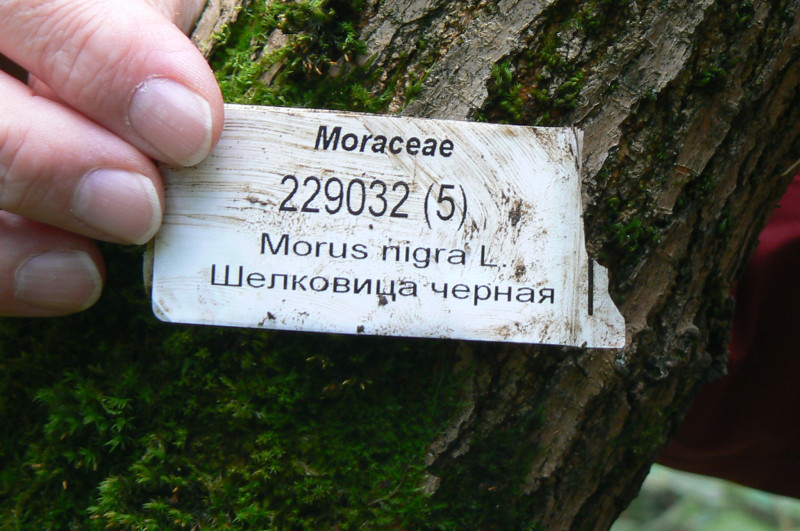 Moraceae
229032 (5)
Morus nigra L.
Шелковица черная